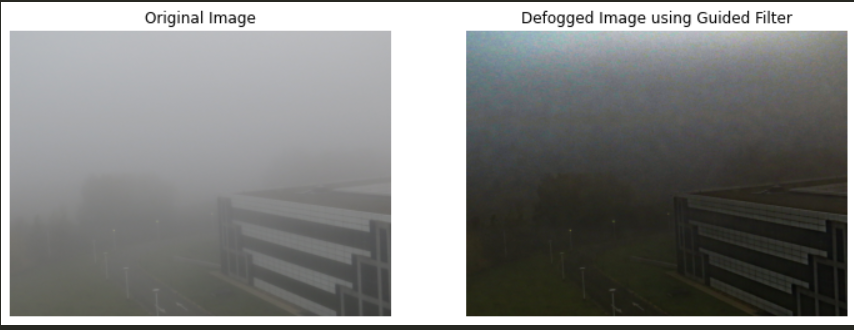 Original Image
Defogged Image using Guided Filter